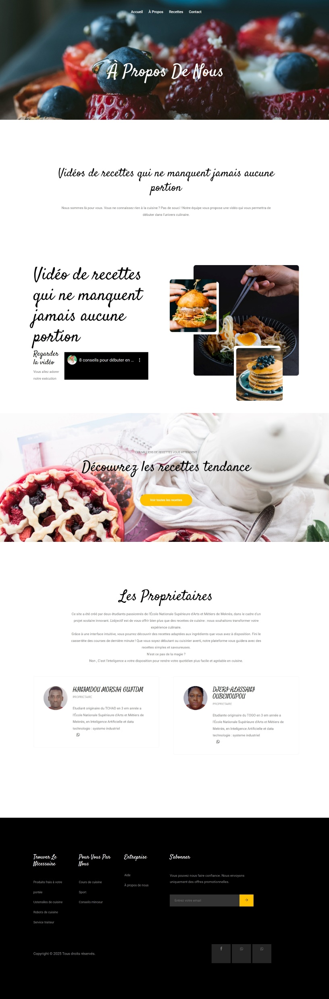 Accueil À Propos Recettes Contact
À Propos De Nous
Vidéos de recettes qui ne manquent jamais aucune
portion
Nous sommes là pour vous. Vous ne connaissez rien à la cuisine ? Pas de souci ! Notre équipe vous propose une vidéo qui vous permettra de
débuter dans l'univers culinaire.
Vidéo de recettes
qui ne manquent
jamais aucune
portion
Regarder
la vidéo
Vous allez adorer
notre exécution
8 conseils pour débuter en ...
DES MILLIERS DE RECETTES VOUS ATTENDENT
Découvrez les recettes tendance
Voir toutes les recettes
Les Proprietaires
Ce site a été créé par deux étudiants passionnés de l'École Nationale Supérieure d'Arts et Métiers de Meknès, dans le cadre d'un
projet scolaire innovant. L'objectif est de vous offrir bien plus que des recettes de cuisine : nous souhaitons transformer votre
expérience culinaire.
Grâce à une interface intuitive, vous pourrez découvrir des recettes adaptées aux ingrédients que vous avez à disposition. Fini le
casse-tête des courses de dernière minute ! Que vous soyez débutant ou cuisinier averti, notre plateforme vous guidera avec des
recettes simples et savoureuses.
N'est ce pas de la magie ?
Non , C'est l'inteligence a votre disposition pour rendre votre quotidien plus facile et agréable en cuisine.
HINIMDOU MORSIA GUITDM
PROPRIETAIRE
Etudiant originaire du TCHAD en 3 em année a
l'École Nationale Supérieure d'Arts et Métiers de
Meknès, en Inteligence Artificielle et data
technologie : systeme industriel
DJERI-ALASSANI
OUBENOUPOU
PROPRIETAIRE
Etudiante originaire du TOGO en 3 em année a
l'École Nationale Supérieure d'Arts et Métiers de
Meknès, en Inteligence Artificielle et data
technologie : systeme industriel
Trouver Le
Nécessaire
Produits frais à votre
portée
Ustensiles de cuisine
Robots de cuisine
Service traiteur
Pour Vous Par
Nous
Cours de cuisine
Sport
Conseils minceur
Entreprise
Aide
À propos de nous
S'abonner
Vous pouvez nous faire confiance. Nous envoyons
uniquement des offres promotionnelles.
Entrez votre email
Copyright © 2025 Tous droits réservés.